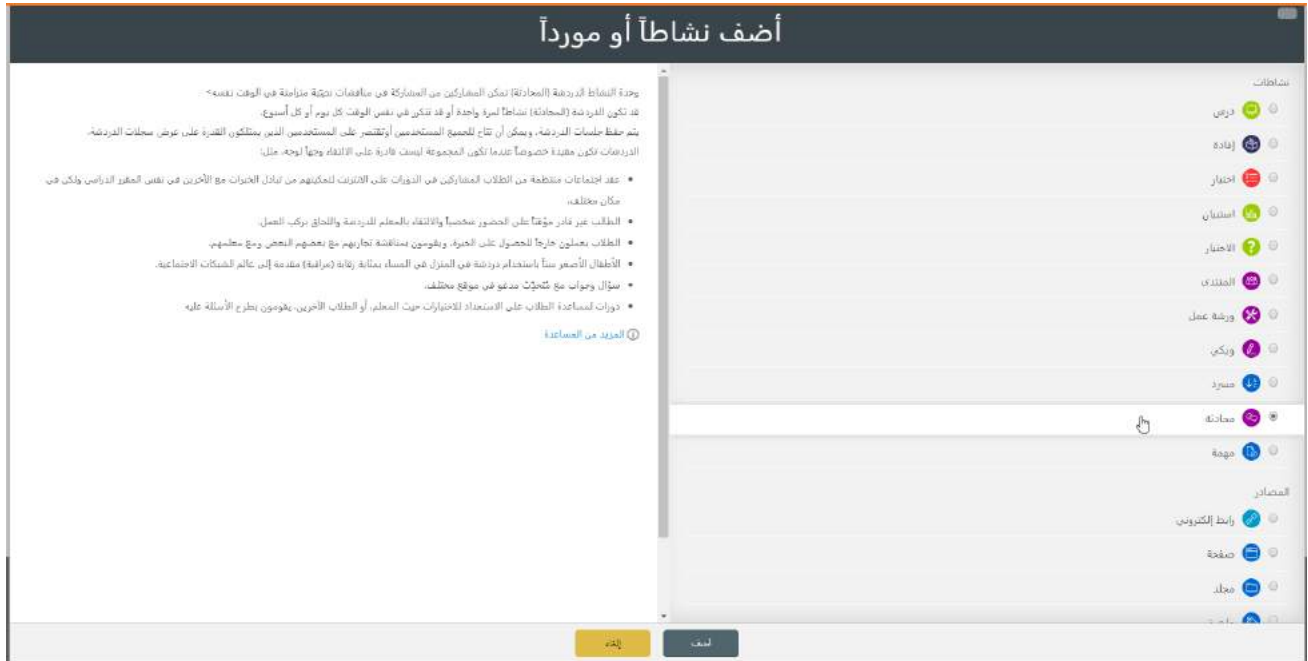 أضف نشاطاً أو مورداً
نشاطات
درس
إفادة
اختيار
استبيان
الاختبار
المنتدى
ورشة عمل
ويكي
مسرد
محادثة
مهمة
المصادر
رابط إلكتروني
صفحة
مجلد
وحدة النشاط الدردشة (المحادثة) تمكن المشاركين من المشاركة في مناقشات نصيّة متزامنة في الوقت نفسه>
قد تكون الدردشة (المحادثة) نشاطاً لمرة واحدة أو قد تتكرر في نفس الوقت كل يوم أو كل أسبوع.
يتم حفظ جلسات الدردشة، ويمكن أن تتاح للجميع المستخدمين أوتقتصر على المستخدمين الذين يمتلكون القدرة على عرض سجلات الدردشة.
الدردشات تكون مفيدة خصوصاً عندما تكون المجموعة ليست قادرة على الالتقاء وجهاً لوجه، مثل:
• عقد اجتماعات منتظمة من الطلاب المشاركين في الدورات على الانترنت لتمكينهم من تبادل الخبرات مع الآخرين في نفس المقرر الدراسي ولكن في
مكان مختلف،
• الطالب غير قادر مؤقتاً على الحضور شخصياً والالتقاء بالمعلم للدردشة واللحاق بركب العمل.
• الطلاب يعملون خارجاً للحصول على الخبرة، ويقومون بمناقشة تجاربهم مع بعضهم البعض ومع معلمهم.
• الأطفال الأصغر سناً باستخدام دردشة في المنزل في المساء بمثابة رقابة (مراقبة) مقدمة إلى عالم الشبكات الاجتماعية.
• سؤال وجواب مع مُتحدِّث مدعو في موقع مختلف.
• دورات لمساعدة الطلاب على الاستعداد للاختبارات حيث المعلم، أو الطلاب الآخرين، يقومون بطرح الأسئلة عليه
المزيد من المساعدة
أضف
إلغاء